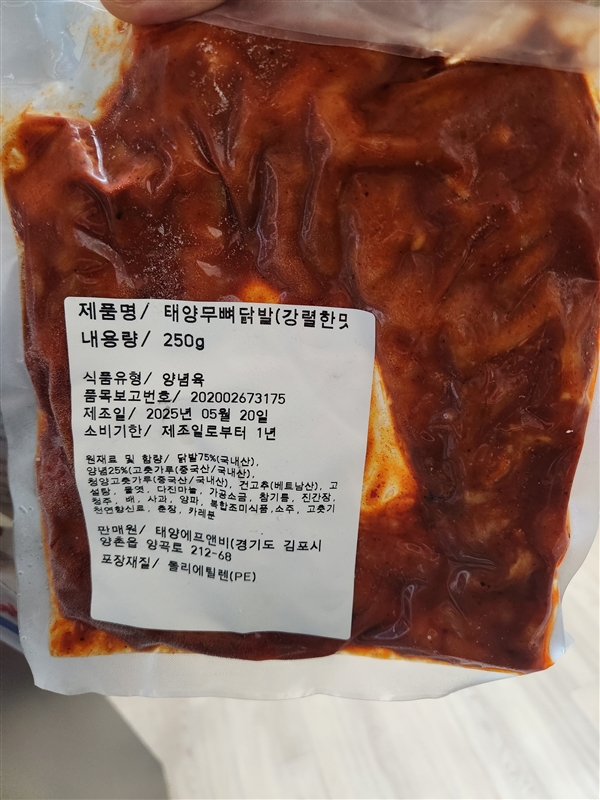 제품명/ 태양무뼈닭발(강렬한맛
내용량/ 250g
식품유형/ 양념육
품목보고번호/ 202002673175
제조일/ 2025년 05월 20일
소비기한/ 제조일로부터 1년
원재료 및 함량/ 닭발75%(국내산),
양념25%(고춧가루(중국산/국내산),
청양고춧가루(중국산/국내산), 건고추(베트남산), 고
설탕, 물엿, 다진마늘, 가공소금, 참기름, 진간장,
청주, 배, 사과, 양파, 복합조미식품,소주, 고춧기
천연향신료, 춘장, 카레분
판매원/ 태양에프앤비(경기도 김포시
양촌읍 양곡로 212-68
포장재질/ 폴리에틸렌(PE)